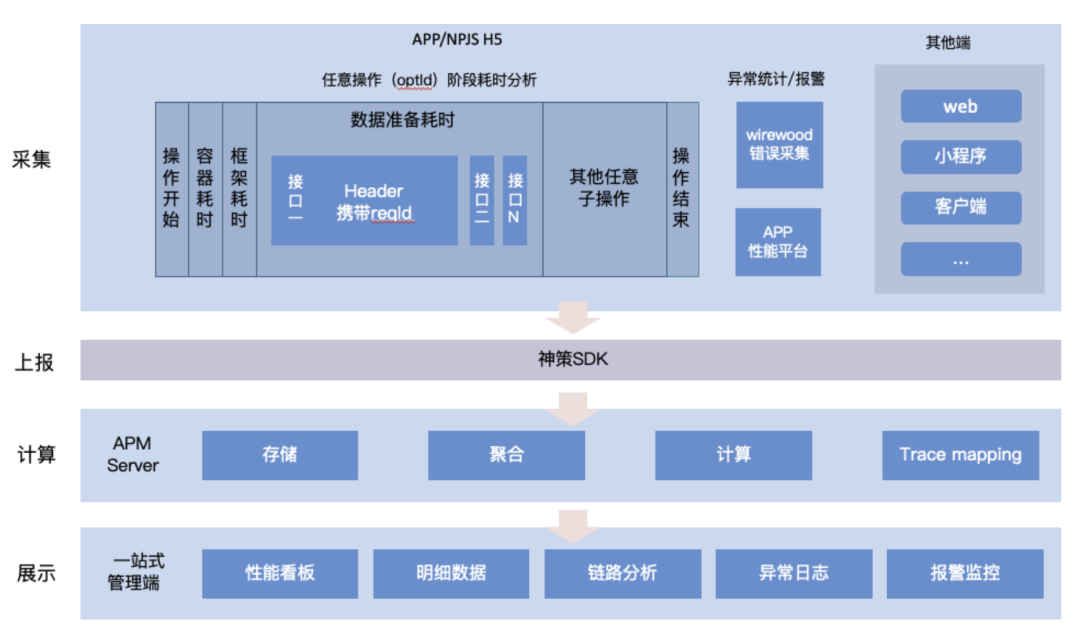 APP/NPJS H5
其他端
任意操作（optId）阶段耗时分析
异常统计/报警
采集
操作开始
容器耗时
框架耗时
数据准备耗时
接口一
Header
携带reqId
接口二
接口N
其他任意
子操作
操作结束
wirewood
错误采集
APP
性能平台
web
小程序
客户端
...
上报
神策SDK
计算
APM
Server
存储
聚合
计算
Trace mapping
展示
一站式
管理端
性能看板
明细数据
链路分析
异常日志
报警监控